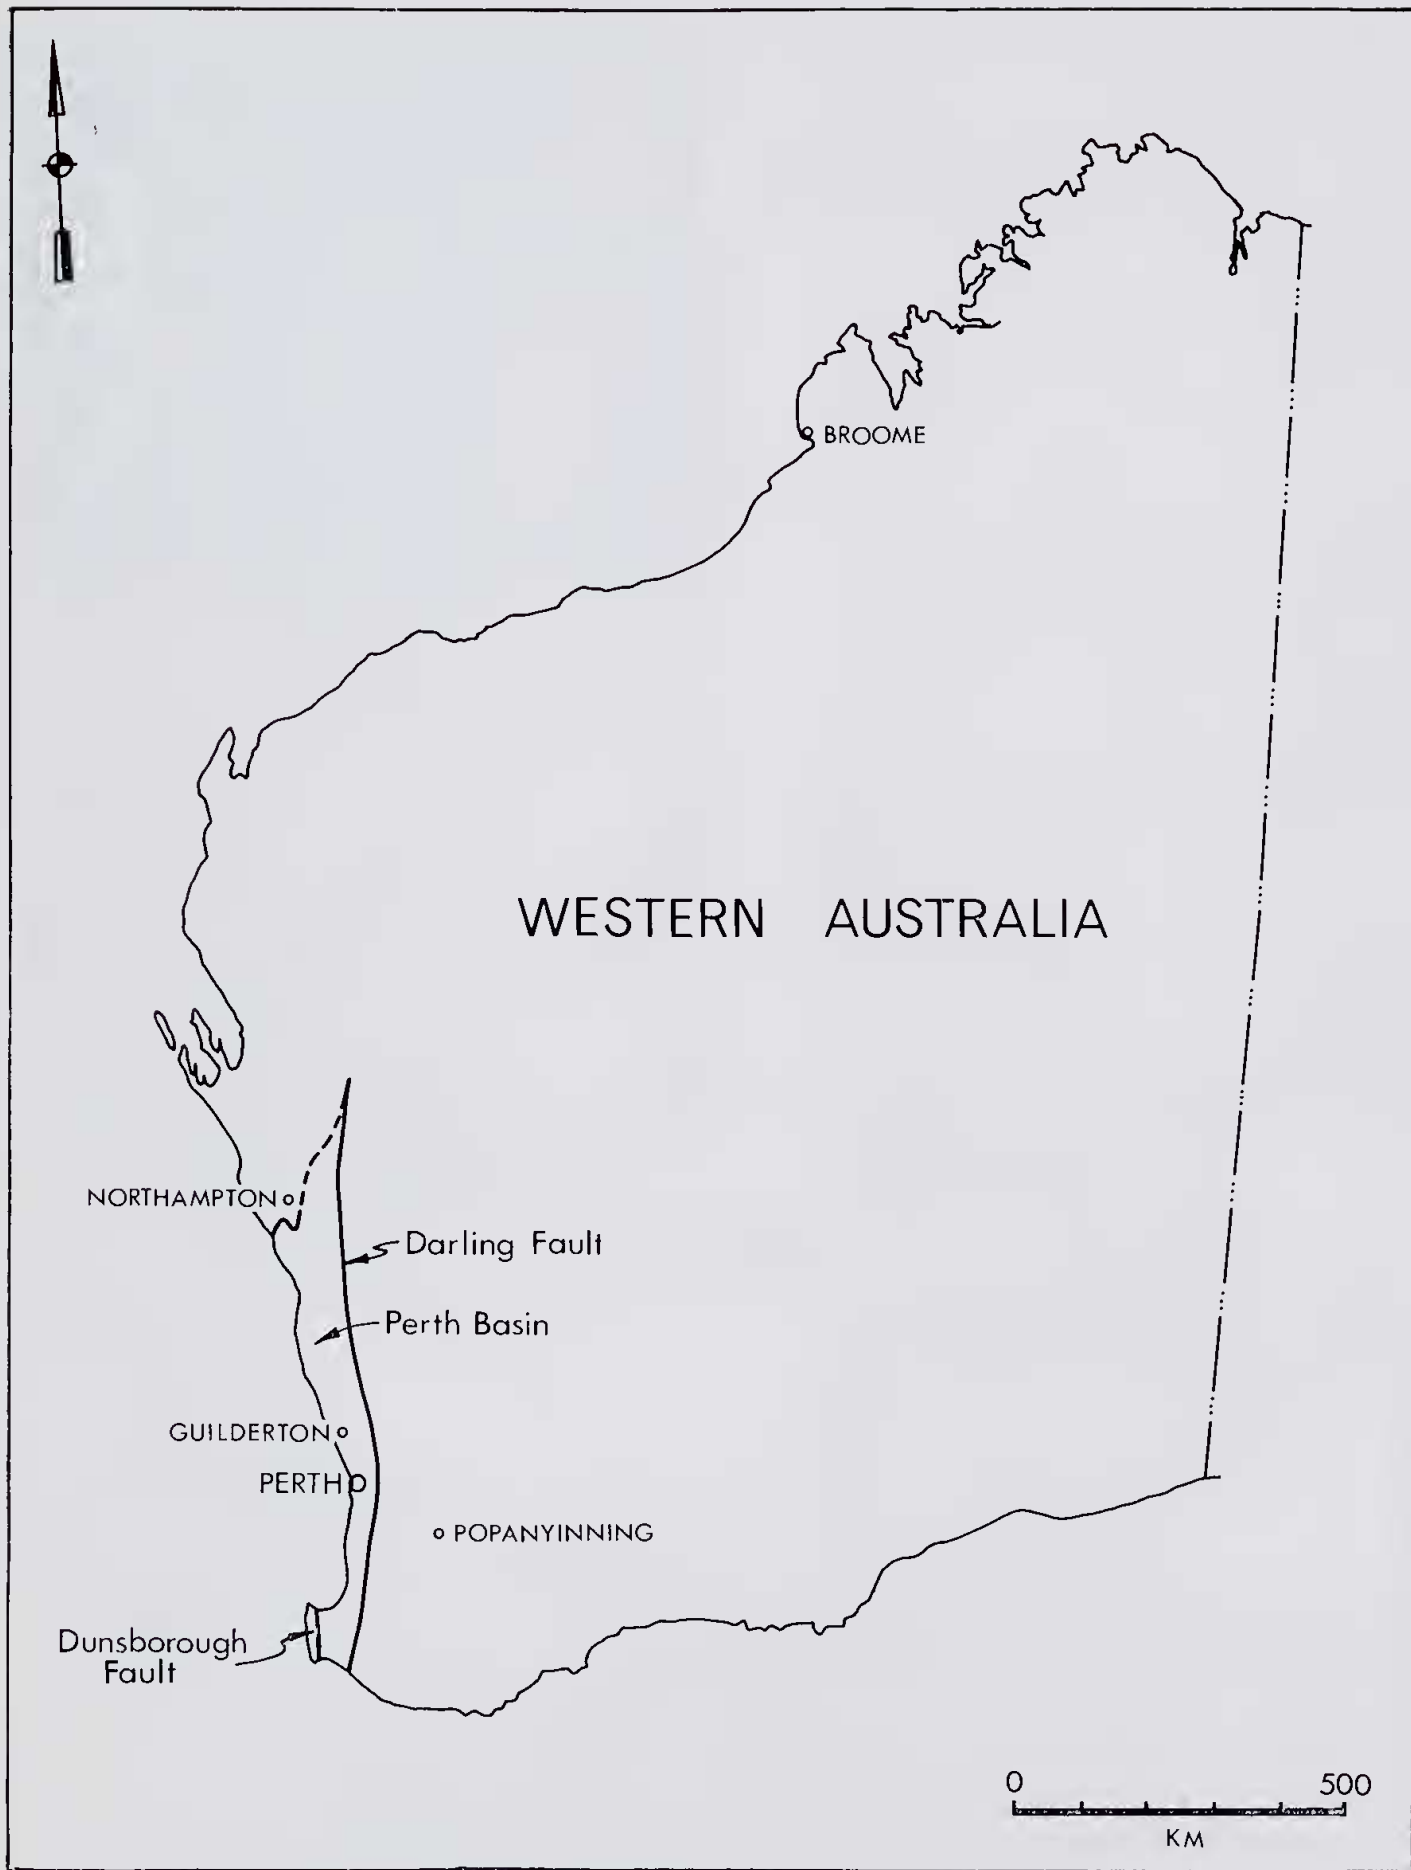 BROOME
WESTERN AUSTRALIA
NORTHAMPTON
Darling Fault
Perth Basin
GUILDERTON
PERTH
POPANYINNING
Dunsborough
Fault
0 500
KM